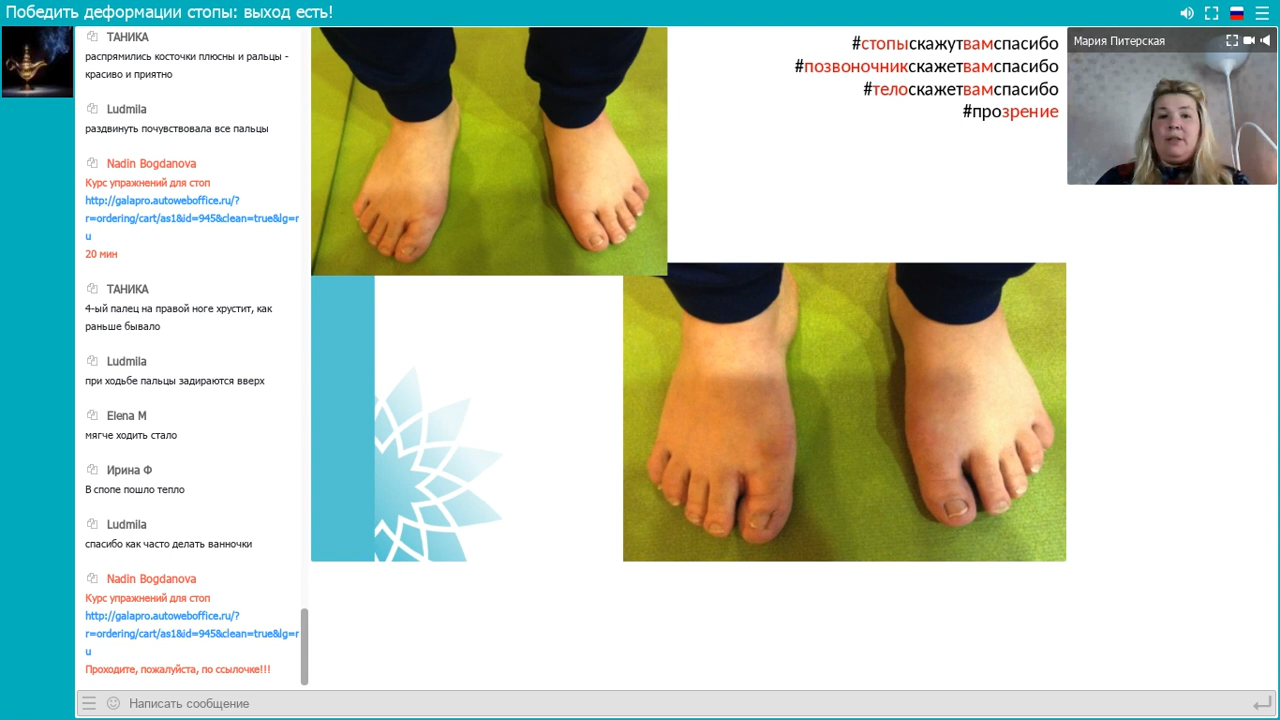 Победить деформации стопы: выход есть!
ТАНИКА
распрямились косточки плюсны и ральцы -
красиво и приятно
Ludmila
раздвинуть почувствовала все пальцы
Nadin Bogdanova
Курс упражнений для стоп
http://galapro.autoweboffice.ru/?
r=ordering/cart/as1&id=945&clean=true&lg=r
u
20 мин
ТАНИКА
4-ый палец на правой ноге хрустит, как
раньше бывало
Ludmila
при ходьбе пальцы задираются вверх
Elena M
мягче ходить стало
Ирина Ф
В спопе пошло тепло
Ludmila
спасибо как часто делать ванночки
Nadin Bogdanova
Курс упражнений для стоп
http://galapro.autoweboffice.ru/?
r=ordering/cart/as1&id=945&clean=true&lg=r
u
Проходите, пожалуйста, по ссылочке!!!
Написать сообщение
#стопыскажутвамспасибо
#позвоночникскажетвамспасибо
#телоскажетвамспасибо
#прозрение
Мария Питерская